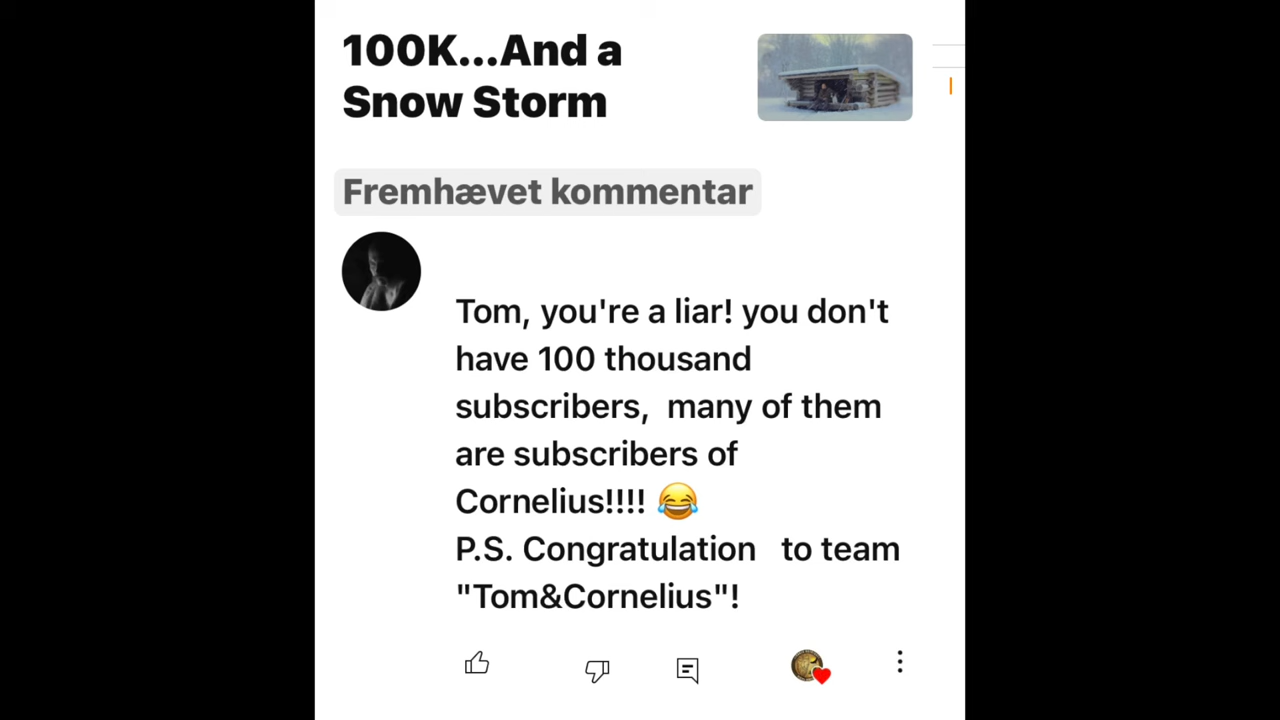 100K...And a
Snow Storm
Fremhævet kommentar
Tom, you're a liar! you don't
have 100 thousand
subscribers,  many of them
are subscribers of
Cornelius!!!! 😂
P.S. Congratulation   to team
"Tom&Cornelius"!